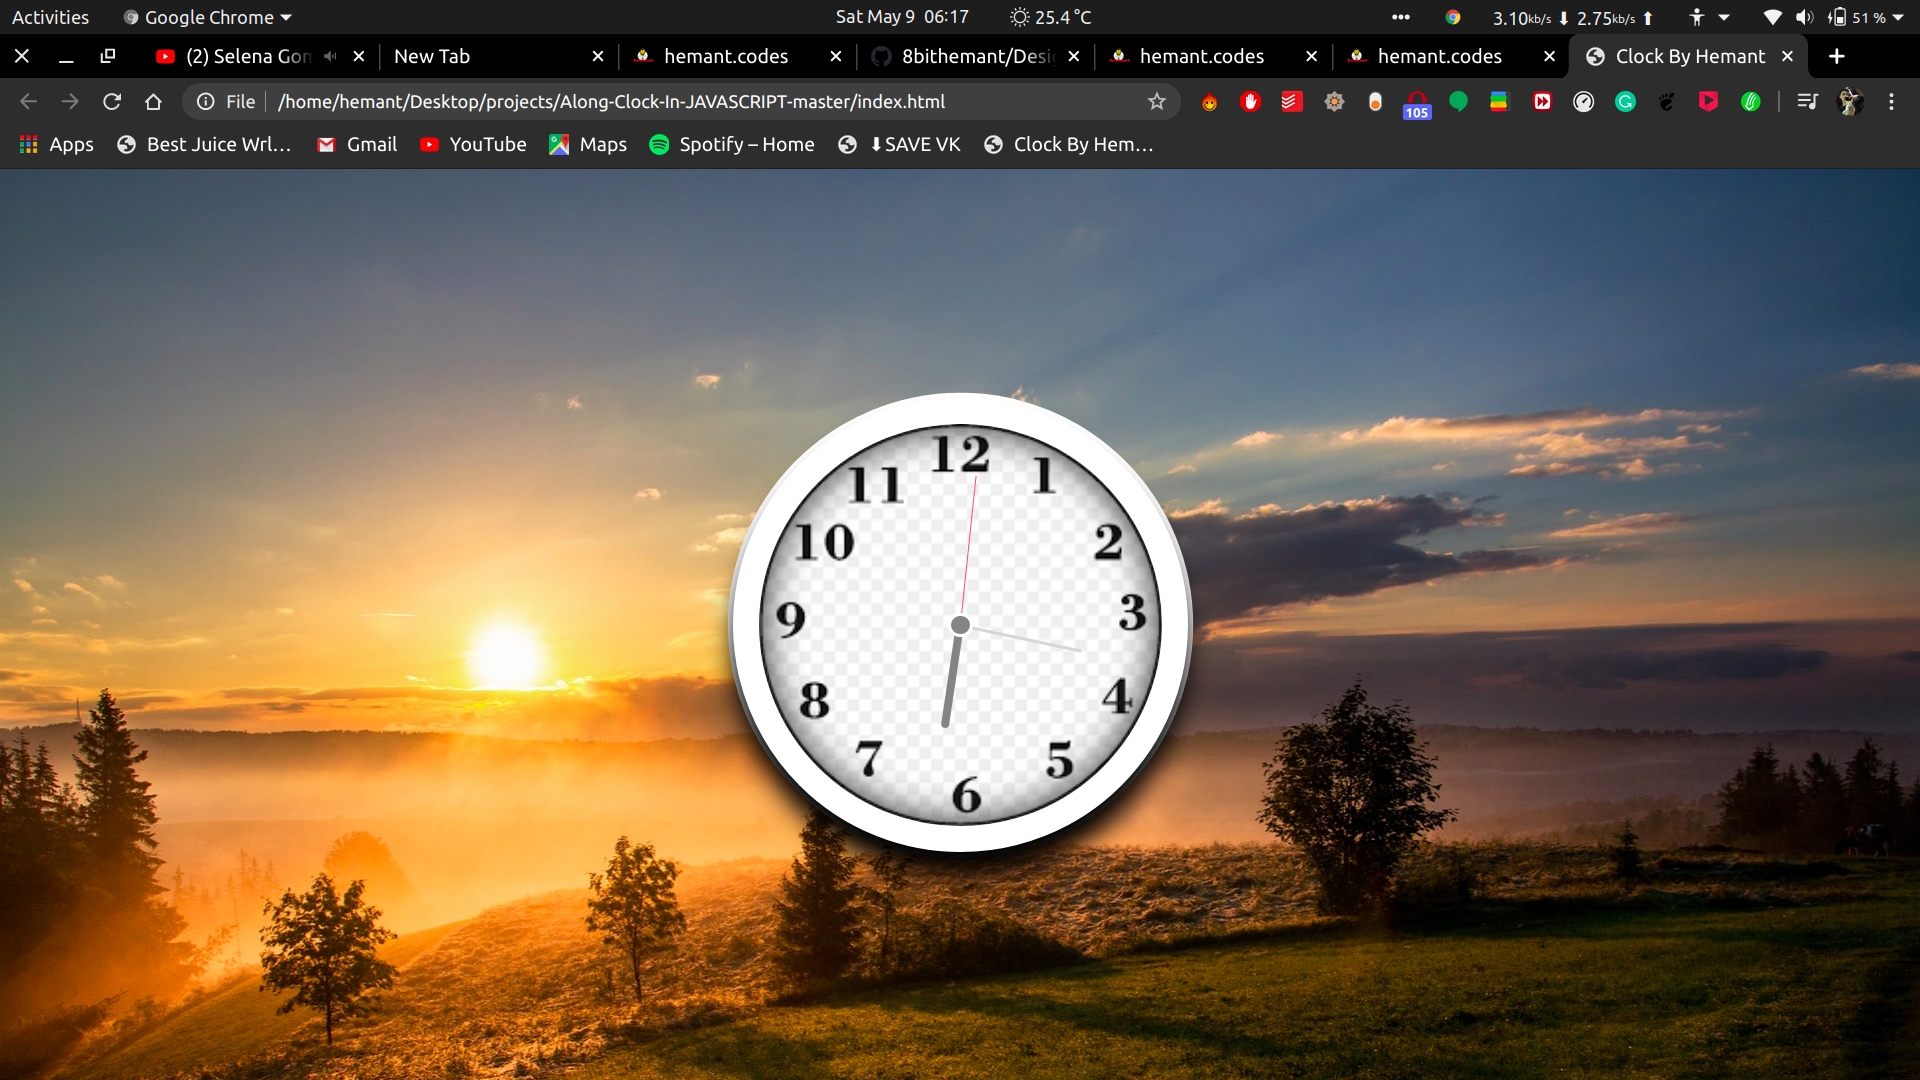 Activities Google Chrome Sat May 9 06:17 25.4 °C 3.10kb/s 2.75kb/s 51 %
(2) Selena Gom New Tab hemant.codes 8bithemant/Desig hemant.codes hemant.codes Clock By Hemant
File /home/hemant/Desktop/projects/Along-Clock-In-JAVASCRIPT-master/index.html 105
Apps Best Juice Wrl… Gmail YouTube Maps Spotify – Home SAVE VK Clock By Hem…
12
11 1
10 2
9 3
8 4
7 5
6